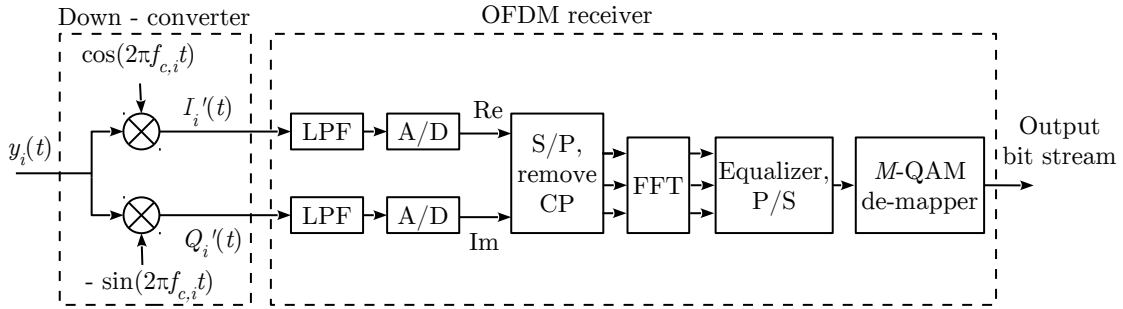 Down - converter
OFDM receiver
cos(2πf_{c,i}t)
I_i'(t)
Re
LPF
A/D
y_i(t)
S/P,
remove
CP
FFT
Equalizer,
P/S
M-QAM
de-mapper
Output
bit stream
LPF
A/D
Im
Q_i'(t)
- sin(2πf_{c,i}t)